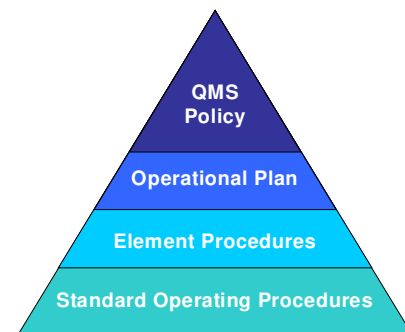 QMS
Policy
Operational Plan
Element Procedures
Standard Operating Procedures